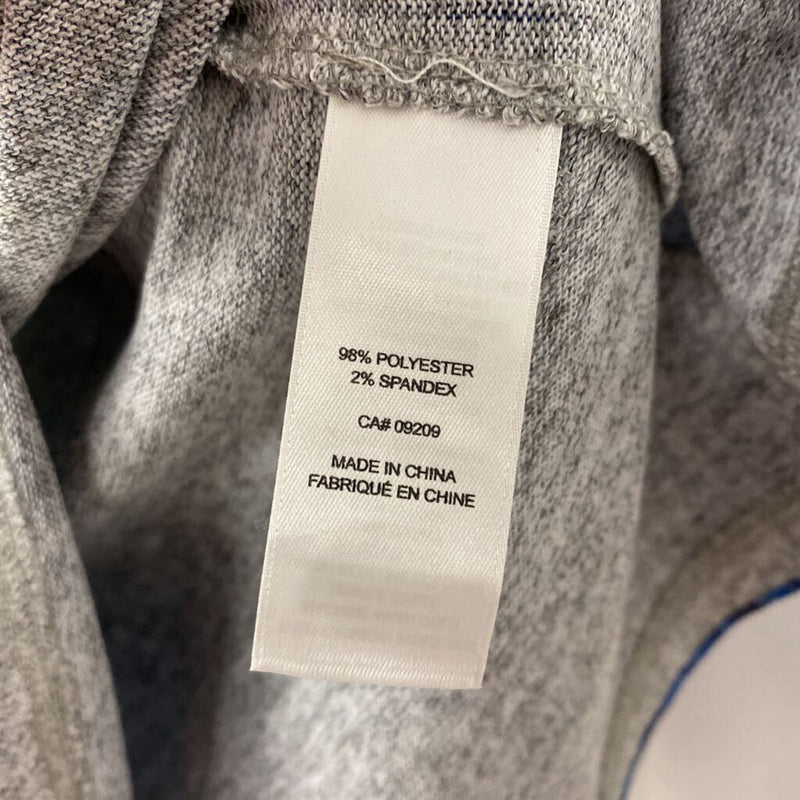 98% POLYESTER
2% SPANDEX
CA# 09209
MADE IN CHINA
FABRIQUÉ EN CHINE